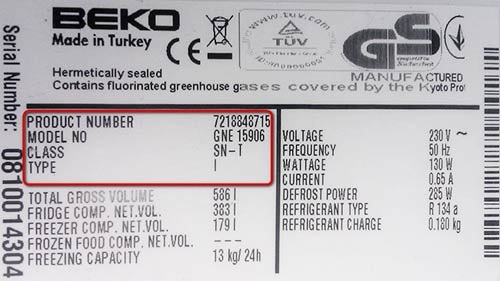 BEKO
Made in Turkey
CE
www.tuv.com
TÜV
GS
Hermetically sealed
MANUFACTURED
Contains fluorinated greenhouse gases covered by the Kyoto Prot
PRODUCT NUMBER 7218848715
MODEL NO GNE 15906
CLASS SN-T
TYPE I
TOTAL GROSS VOLUME 586 l
FRIDGE COMP. NET.VOL. 383 l
FREEZER COMP. NET.VOL. 179 l
FROZEN FOOD COMP. NET.VOL. ---
FREEZING CAPACITY 13 kg/24h
VOLTAGE 230 V ~
FREQUENCY 50 Hz
WATTAGE 130 W
CURRENT 0.65 A
DEFROST POWER 285 W
REFRIGERANT TYPE R 134 a
REFRIGERANT CHARGE 0.180 kg
Serial Number: 0810014304